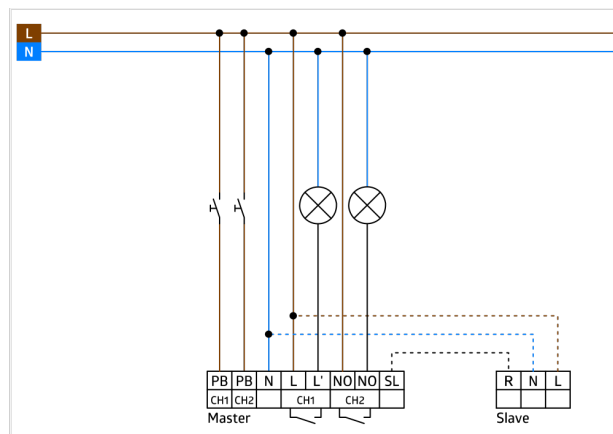 L
N
PB PB N L L' NO NO SL
CH1 CH2 CH1 CH2
Master
R N L
Slave